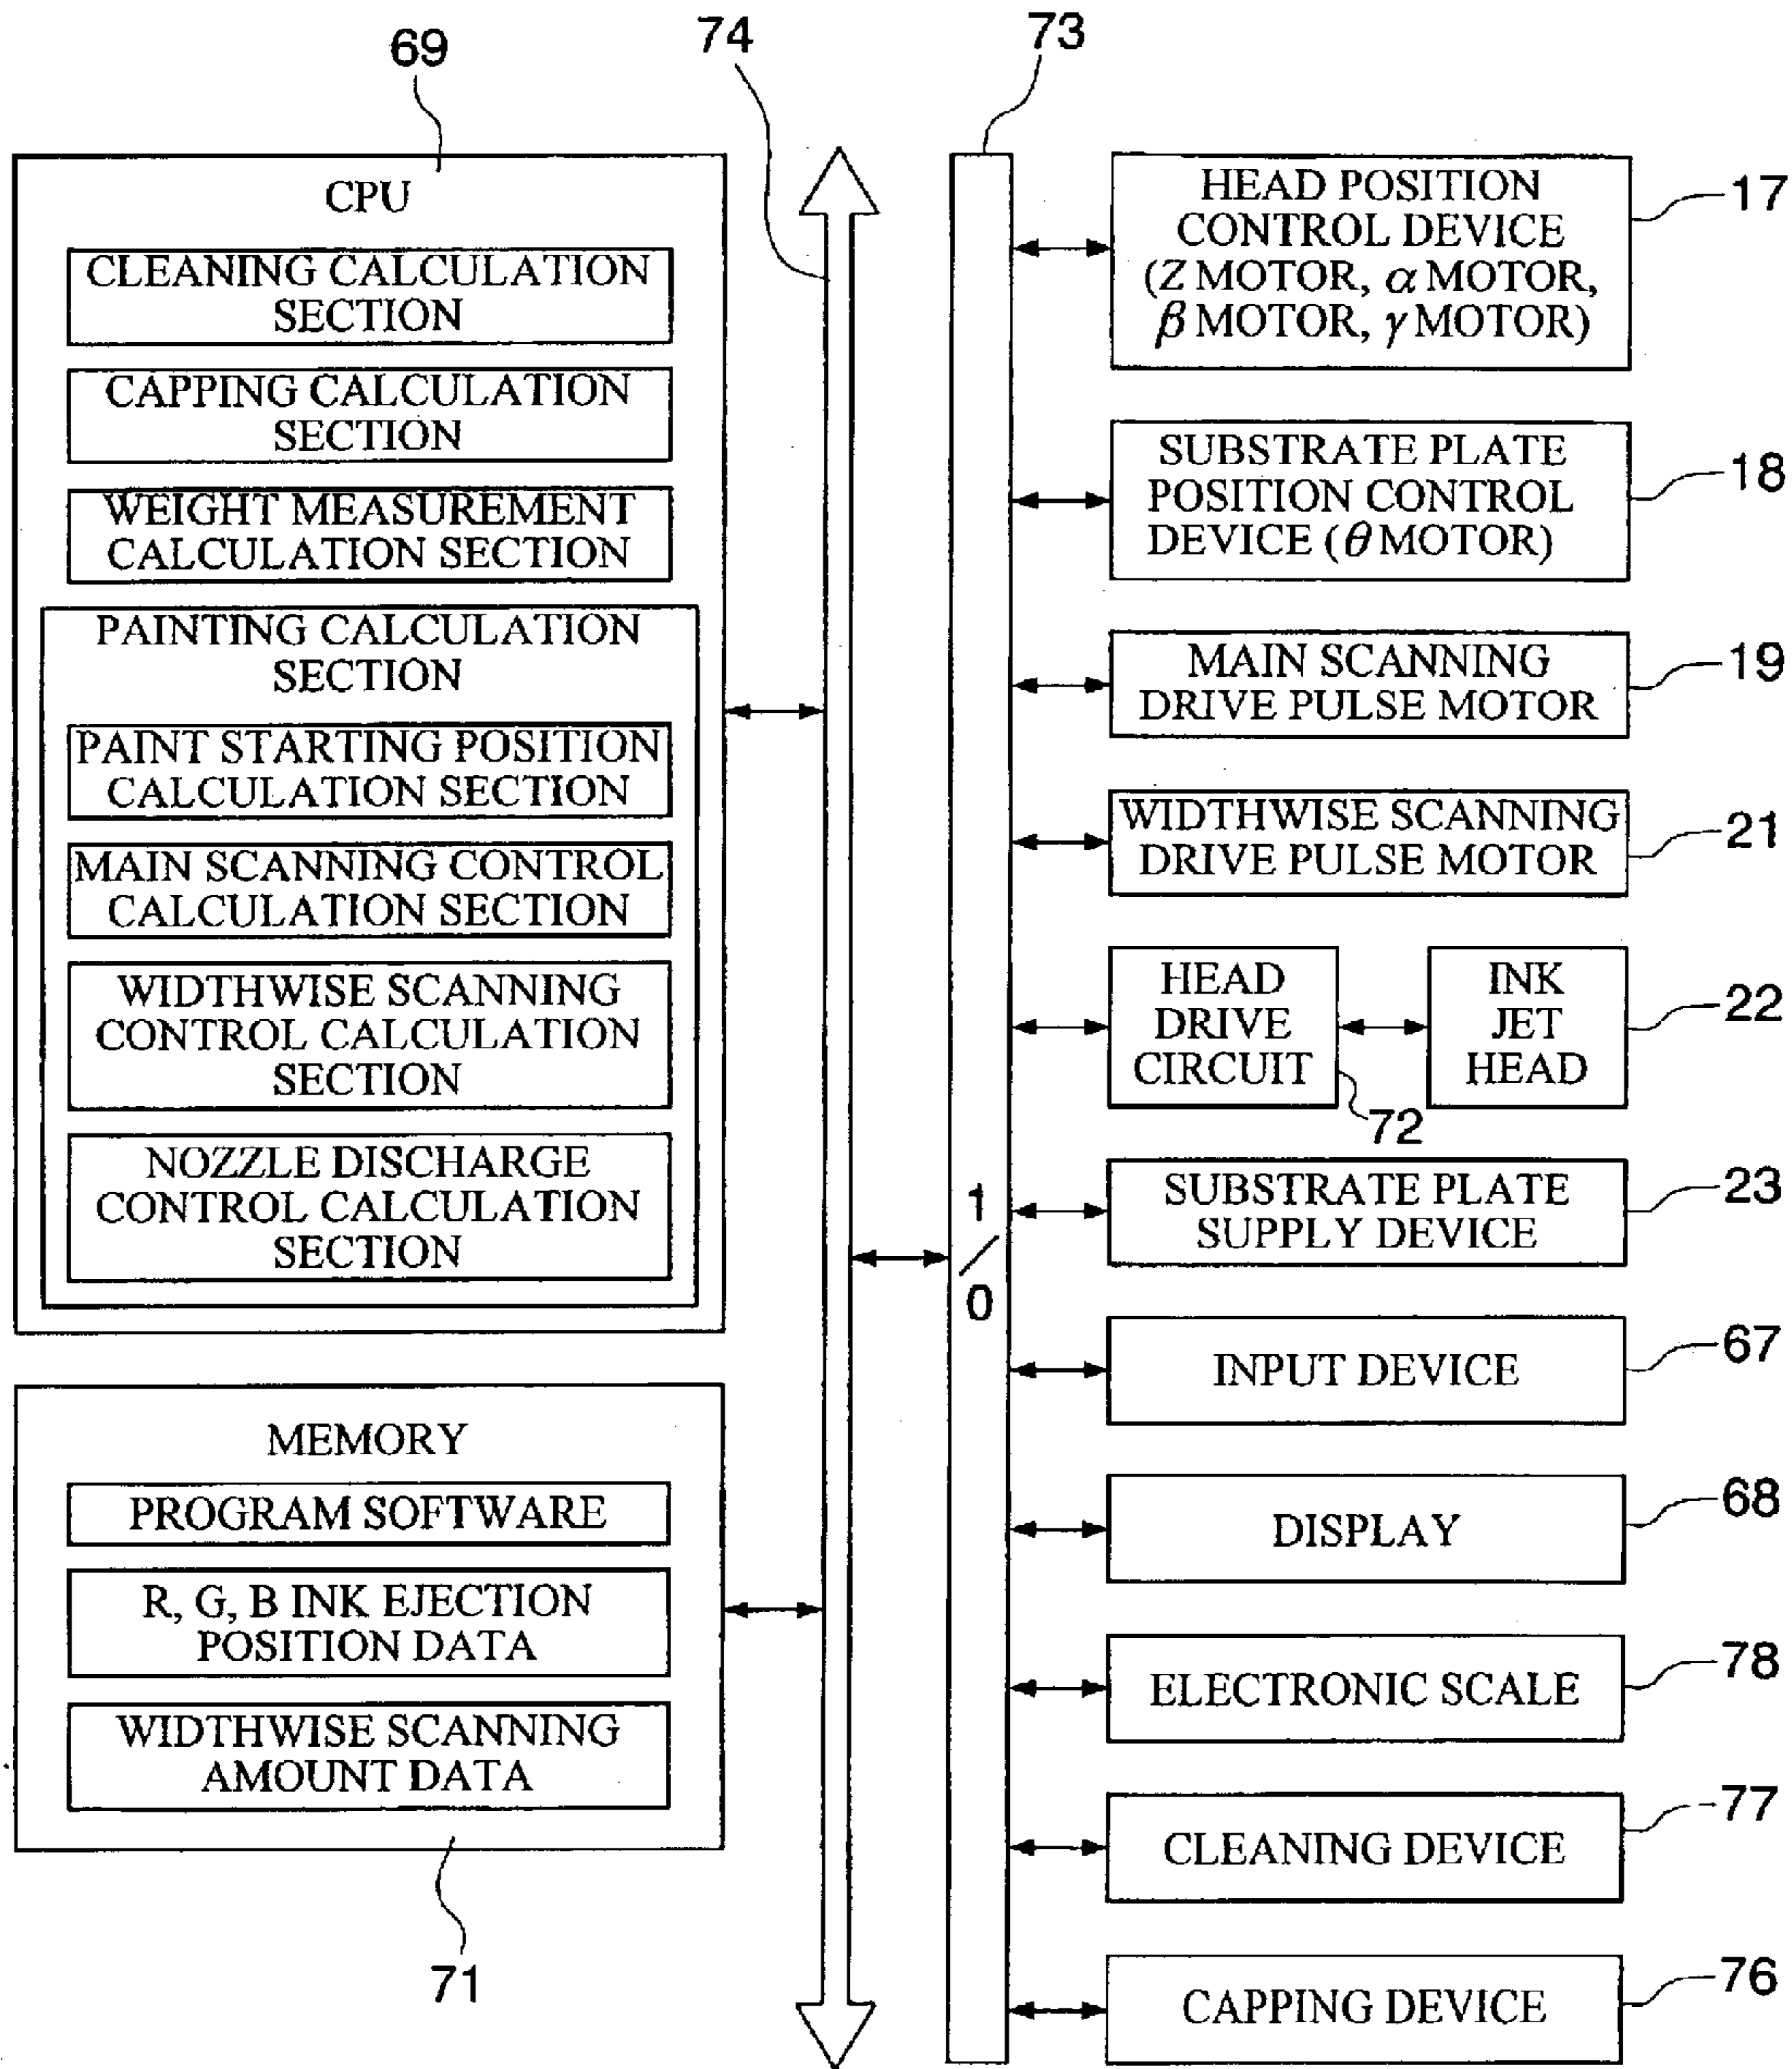 69
74
73
CPU
CLEANING CALCULATION
SECTION
CAPPING CALCULATION
SECTION
WEIGHT MEASUREMENT
CALCULATION SECTION
PAINTING CALCULATION
SECTION
PAINT STARTING POSITION
CALCULATION SECTION
MAIN SCANNING CONTROL
CALCULATION SECTION
WIDTHWISE SCANNING
CONTROL CALCULATION
SECTION
NOZZLE DISCHARGE
CONTROL CALCULATION
SECTION
MEMORY
PROGRAM SOFTWARE
R, G, B INK EJECTION
POSITION DATA
WIDTHWISE SCANNING
AMOUNT DATA
71
1/0
HEAD POSITION
CONTROL DEVICE
(Z MOTOR, α MOTOR,
β MOTOR, γ MOTOR)
17
SUBSTRATE PLATE
POSITION CONTROL
DEVICE (θ MOTOR)
18
MAIN SCANNING
DRIVE PULSE MOTOR
19
WIDTHWISE SCANNING
DRIVE PULSE MOTOR
21
HEAD
DRIVE
CIRCUIT
72
INK
JET
HEAD
22
SUBSTRATE PLATE
SUPPLY DEVICE
23
INPUT DEVICE
67
DISPLAY
68
ELECTRONIC SCALE
78
CLEANING DEVICE
77
CAPPING DEVICE
76